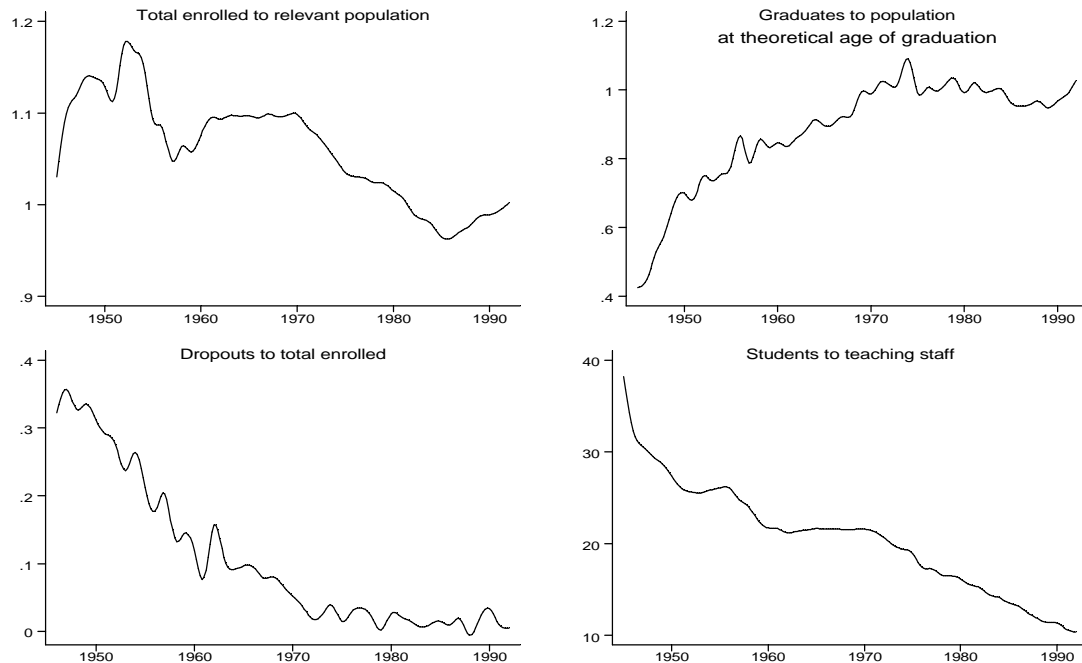 Total enrolled to relevant population
1.2
1.1
1
.9
1950 1960 1970 1980 1990
Graduates to population
at theoretical age of graduation
1.2
1
.8
.6
.4
1950 1960 1970 1980 1990
Dropouts to total enrolled
.4
.3
.2
.1
0
1950 1960 1970 1980 1990
Students to teaching staff
40
30
20
10
1950 1960 1970 1980 1990